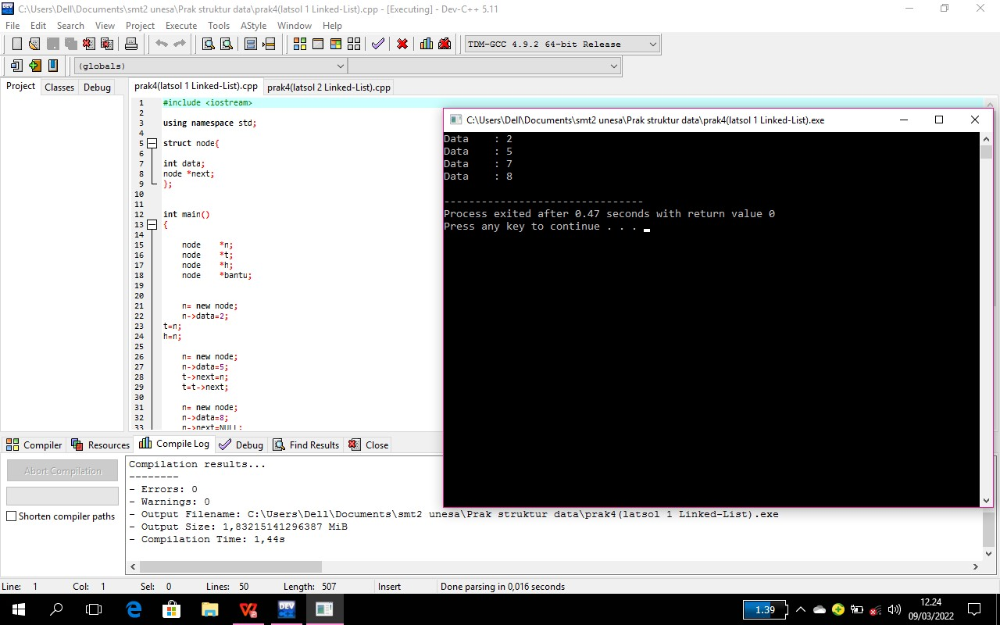 C:\Users\Dell\Documents\smt2 unesa\Prak struktur data\prak4(latsol 1 Linked-List).cpp - [Executing] - Dev-C++ 5.11
File Edit Search View Project Execute Tools AStyle Window Help
TDM-GCC 4.9.2 64-bit Release
(globals)
Project Classes Debug
prak4(latsol 1 Linked-List).cpp prak4(latsol 2 Linked-List).cpp
1 #include <iostream>
2
3 using namespace std;
4
5 struct node{
6
7 int data;
8 node *next;
9 };
10
11
12 int main()
13 {
14
15 node *n;
16 node *t;
17 node *h;
18 node *bantu;
19
20
21 n= new node;
22 n->data=2;
23 t=n;
24 h=n;
25
26 n= new node;
27 n->data=5;
28 t->next=n;
29 t=t->next;
30
31 n= new node;
32 n->data=8;
33 n->next=NULL;
C:\Users\Dell\Documents\smt2 unesa\Prak struktur data\prak4(latsol 1 Linked-List).exe
Data : 2
Data : 5
Data : 7
Data : 8
--------------------------------
Process exited after 0.47 seconds with return value 0
Press any key to continue . . .
Compiler Resources Compile Log Debug Find Results Close
Abort Compilation
Shorten compiler paths
Compilation results...
--------
- Errors: 0
- Warnings: 0
- Output Filename: C:\Users\Dell\Documents\smt2 unesa\Prak struktur data\prak4(latsol 1 Linked-List).exe
- Output Size: 1,83215141296387 MiB
- Compilation Time: 1,44s
Line: 1 Col: 1 Sel: 0 Lines: 50 Length: 507 Insert Done parsing in 0,016 seconds
DEV
1.39
12.24
09/03/2022